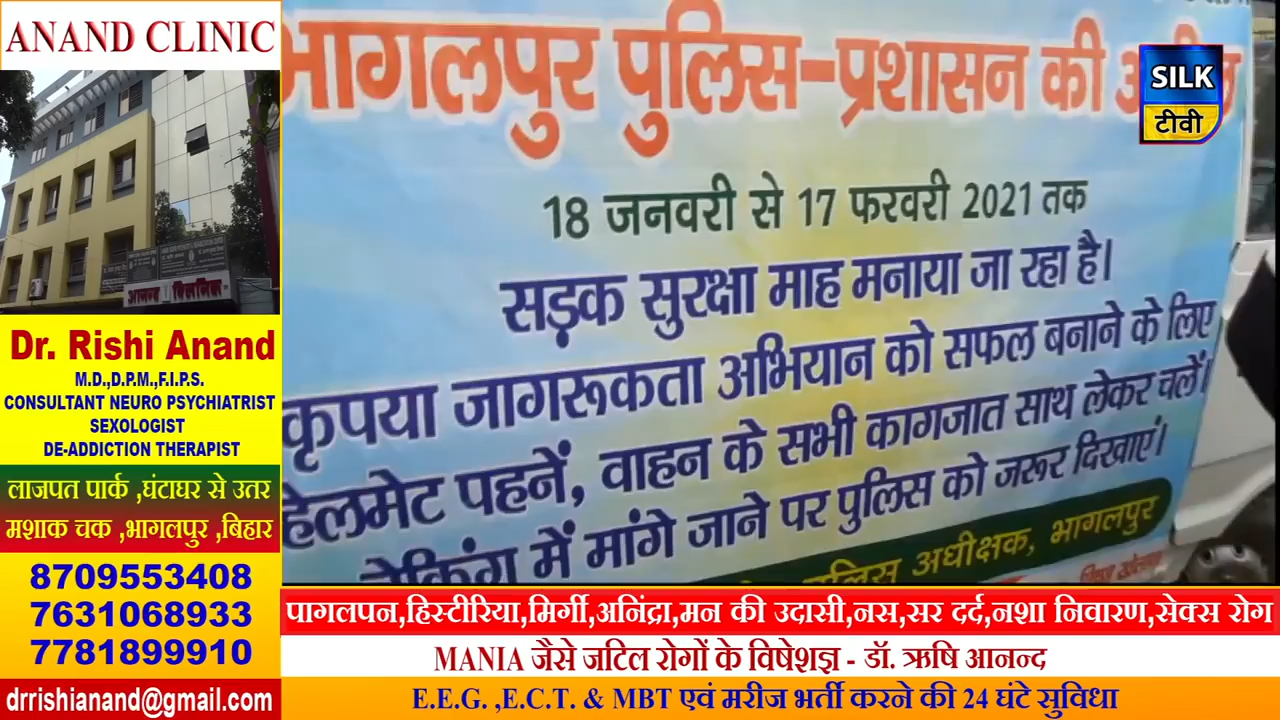 ANAND CLINIC
आनन्द क्लिनिक
Dr. Rishi Anand
M.D.,D.P.M.,F.I.P.S.
CONSULTANT NEURO PSYCHIATRIST
SEXOLOGIST
DE-ADDICTION THERAPIST
लाजपत पार्क ,घंटाघर से उतर
मशाक चक ,भागलपुर ,बिहार
8709553408
7631068933
7781899910
drrishianand@gmail.com
भागलपुर पुलिस-प्रशासन की
SILK
टीवी
18 जनवरी से 17 फरवरी 2021 तक
सड़क सुरक्षा माह मनाया जा रहा है।
कृपया जागरूकता अभियान को सफल बनाने के लिए
हेलमेट पहनें, वाहन के सभी कागजात साथ लेकर चलें।
चेकिंग में मांगे जाने पर पुलिस को जरूर दिखाएं।
पुलिस अधीक्षक, भागलपुर
पागलपन,हिस्टीरिया,मिर्गी,अनिंद्रा,मन की उदासी,नस,सर दर्द,नशा निवारण,सेक्स रोग
MANIA जैसे जटिल रोगों के विषेशज्ञ - डॉ. ऋषि आनन्द
E.E.G. ,E.C.T. & MBT एवं मरीज भर्ती करने की 24 घंटे सुविधा